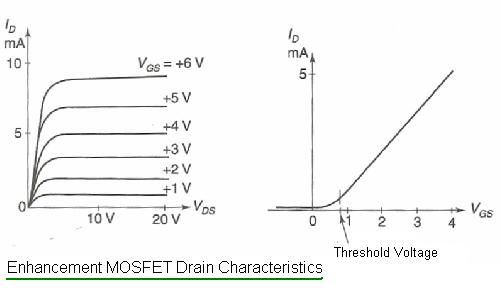 I_D
mA
10
5
0
V_GS = +6 V
+5 V
+4 V
+3 V
+2 V
+1 V
V_DS
10 V
20 V
I_D
mA
5
0
1
2
3
4
V_GS
Threshold Voltage
Enhancement MOSFET Drain Characteristics